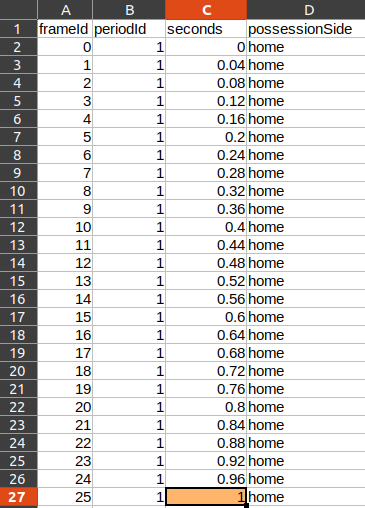 A B C D
1 frameId periodId seconds possessionSide
2 0 1 0 home
3 1 1 0.04 home
4 2 1 0.08 home
5 3 1 0.12 home
6 4 1 0.16 home
7 5 1 0.2 home
8 6 1 0.24 home
9 7 1 0.28 home
10 8 1 0.32 home
11 9 1 0.36 home
12 10 1 0.4 home
13 11 1 0.44 home
14 12 1 0.48 home
15 13 1 0.52 home
16 14 1 0.56 home
17 15 1 0.6 home
18 16 1 0.64 home
19 17 1 0.68 home
20 18 1 0.72 home
21 19 1 0.76 home
22 20 1 0.8 home
23 21 1 0.84 home
24 22 1 0.88 home
25 23 1 0.92 home
26 24 1 0.96 home
27 25 1 1 home